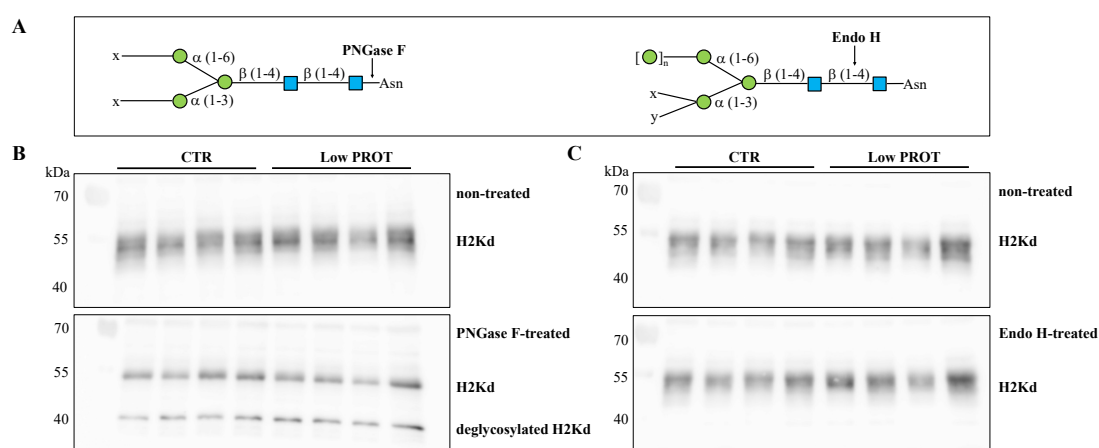 A
x α (1-6) β (1-4) β (1-4) PNGase F Asn
x α (1-3)
[ ]n α (1-6) β (1-4) β (1-4) Endo H Asn
x α (1-3)
y
B
CTR Low PROT
kDa
70 non-treated
55 H2Kd
40
70 PNGase F-treated
55 H2Kd
40 deglycosylated H2Kd
C
CTR Low PROT
kDa
70 non-treated
55 H2Kd
40
70 Endo H-treated
55 H2Kd
40